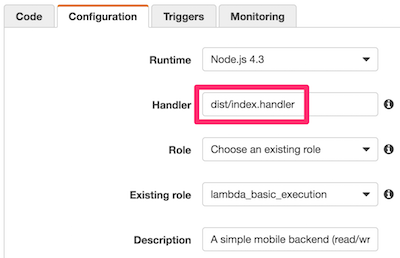 Code Configuration Triggers Monitoring
Runtime Node.js 4.3
Handler dist/index.handler
Role Choose an existing role
Existing role lambda_basic_execution
Description A simple mobile backend (read/wr